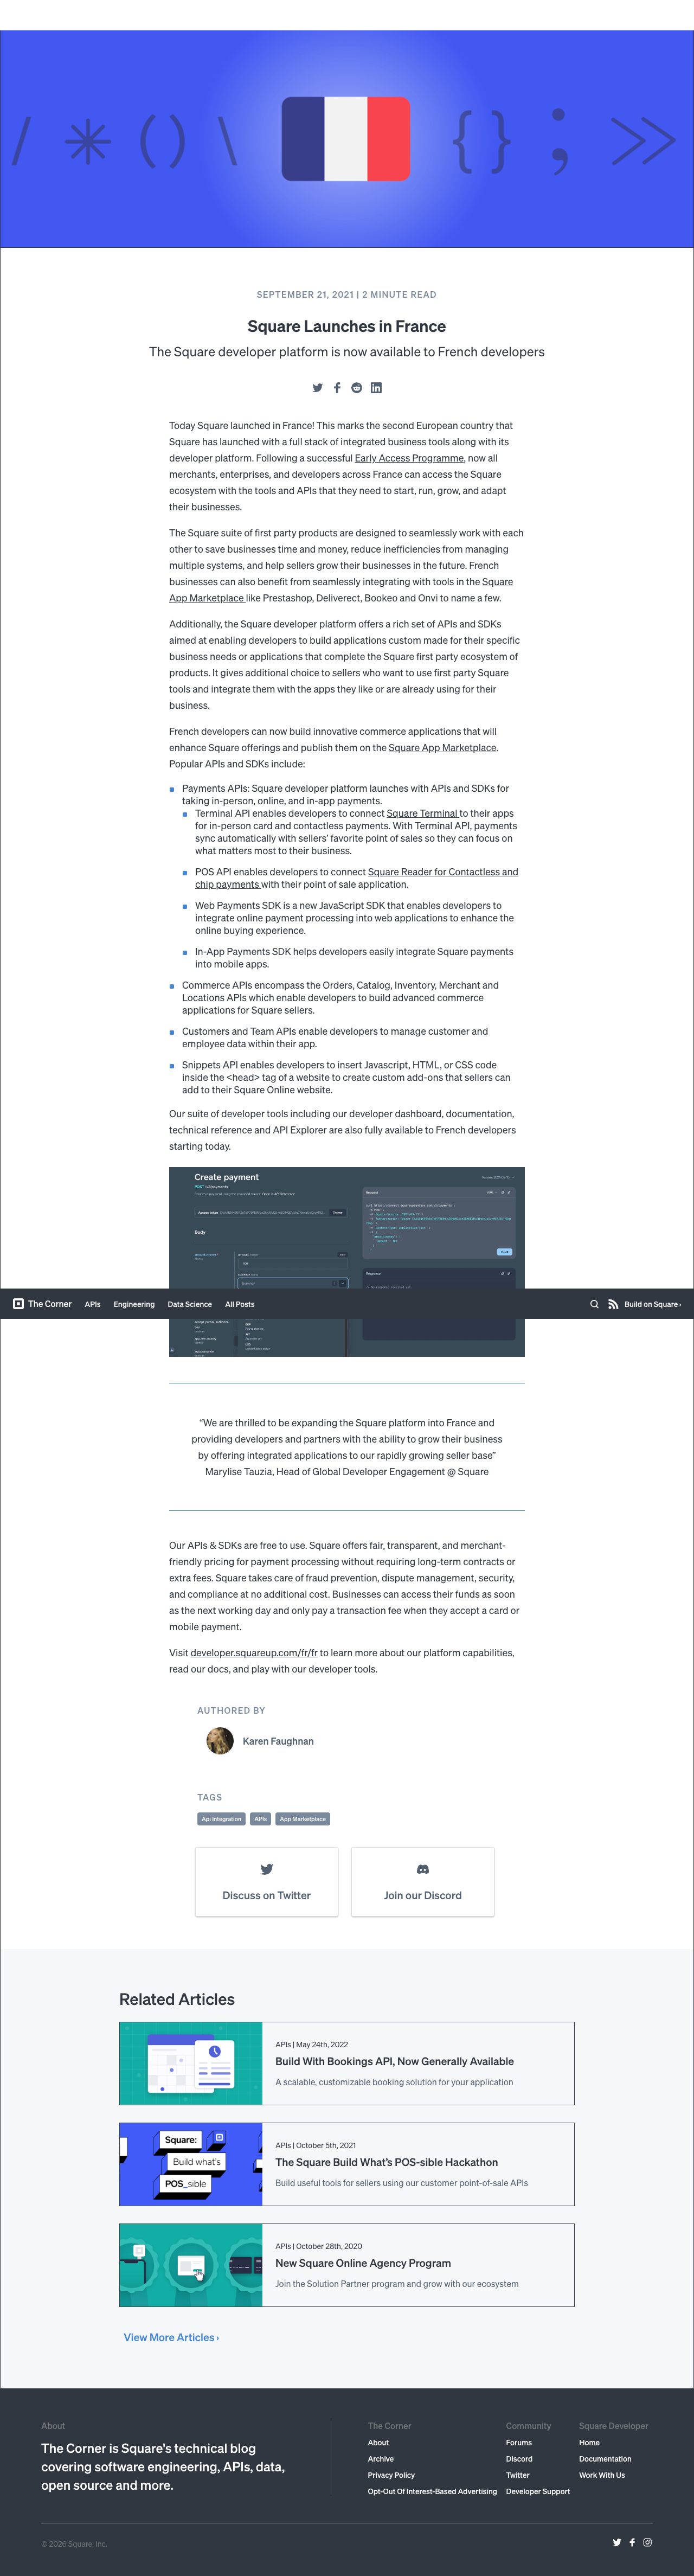 / * ( ) \ { } ; >>
SEPTEMBER 21, 2021 | 2 MINUTE READ
Square Launches in France
The Square developer platform is now available to French developers
Today Square launched in France! This marks the second European country that
Square has launched with a full stack of integrated business tools along with its
developer platform. Following a successful Early Access Programme, now all
merchants, enterprises, and developers across France can access the Square
ecosystem with the tools and APIs that they need to start, run, grow, and adapt
their businesses.
The Square suite of first party products are designed to seamlessly work with each
other to save businesses time and money, reduce inefficiencies from managing
multiple systems, and help sellers grow their businesses in the future. French
businesses can also benefit from seamlessly integrating with tools in the Square
App Marketplace like Prestashop, Deliverect, Bookeo and Onvi to name a few.
Additionally, the Square developer platform offers a rich set of APIs and SDKs
aimed at enabling developers to build applications custom made for their specific
business needs or applications that complete the Square first party ecosystem of
products. It gives additional choice to sellers who want to use first party Square
tools and integrate them with the apps they like or are already using for their
business.
French developers can now build innovative commerce applications that will
enhance Square offerings and publish them on the Square App Marketplace.
Popular APIs and SDKs include:
Payments APIs: Square developer platform launches with APIs and SDKs for
taking in-person, online, and in-app payments.
Terminal API enables developers to connect Square Terminal to their apps
for in-person card and contactless payments. With Terminal API, payments
sync automatically with sellers' favorite point of sales so they can focus on
what matters most to their business.
POS API enables developers to connect Square Reader for Contactless and
chip payments with their point of sale application.
Web Payments SDK is a new JavaScript SDK that enables developers to
integrate online payment processing into web applications to enhance the
online buying experience.
In-App Payments SDK helps developers easily integrate Square payments
into mobile apps.
Commerce APIs encompass the Orders, Catalog, Inventory, Merchant and
Locations APIs which enable developers to build advanced commerce
applications for Square sellers.
Customers and Team APIs enable developers to manage customer and
employee data within their app.
Snippets API enables developers to insert Javascript, HTML, or CSS code
inside the <head> tag of a website to create custom add-ons that sellers can
add to their Square Online website.
Our suite of developer tools including our developer dashboard, documentation,
technical reference and API Explorer are also fully available to French developers
starting today.
Create payment
POST /v2/payments
Body
Request
Response
The Corner APIs Engineering Data Science All Posts Build on Square ›
“We are thrilled to be expanding the Square platform into France and
providing developers and partners with the ability to grow their business
by offering integrated applications to our rapidly growing seller base”
Marylise Tauzia, Head of Global Developer Engagement @ Square
Our APIs & SDKs are free to use. Square offers fair, transparent, and merchant-
friendly pricing for payment processing without requiring long-term contracts or
extra fees. Square takes care of fraud prevention, dispute management, security,
and compliance at no additional cost. Businesses can access their funds as soon
as the next working day and only pay a transaction fee when they accept a card or
mobile payment.
Visit developer.squareup.com/fr/fr to learn more about our platform capabilities,
read our docs, and play with our developer tools.
AUTHORED BY
Karen Faughnan
TAGS
Api Integration APIs App Marketplace
Discuss on Twitter
Join our Discord
Related Articles
APIs | May 24th, 2022
Build With Bookings API, Now Generally Available
A scalable, customizable booking solution for your application
Square:
Build what's
POS_sible
APIs | October 5th, 2021
The Square Build What's POS-sible Hackathon
Build useful tools for sellers using our customer point-of-sale APIs
APIs | October 28th, 2020
New Square Online Agency Program
Join the Solution Partner program and grow with our ecosystem
View More Articles ›
About
The Corner is Square's technical blog
covering software engineering, APIs, data,
open source and more.
The Corner
About
Archive
Privacy Policy
Opt-Out Of Interest-Based Advertising
Community
Forums
Discord
Twitter
Developer Support
Square Developer
Home
Documentation
Work With Us
© 2026 Square, Inc.